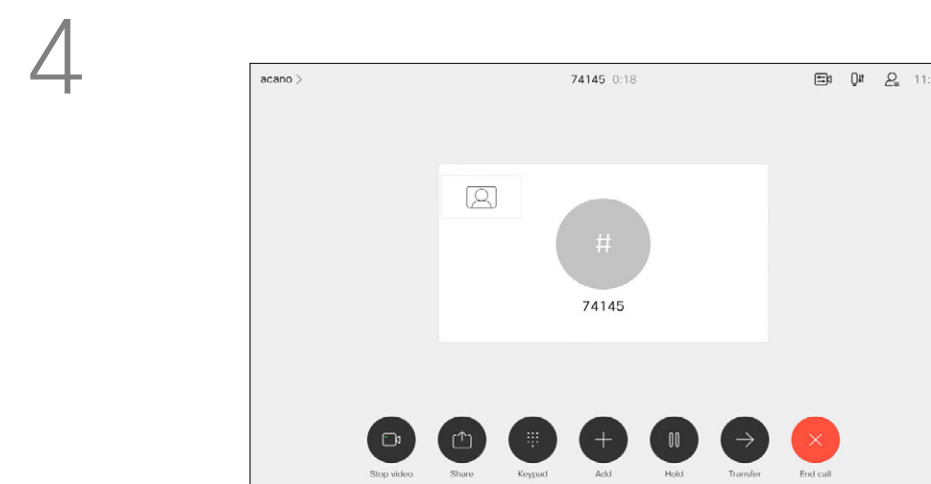 4
acano >
74145 0:18
11:
#
74145
Stop video
Share
Keypad
Add
Hold
Transfer
End call